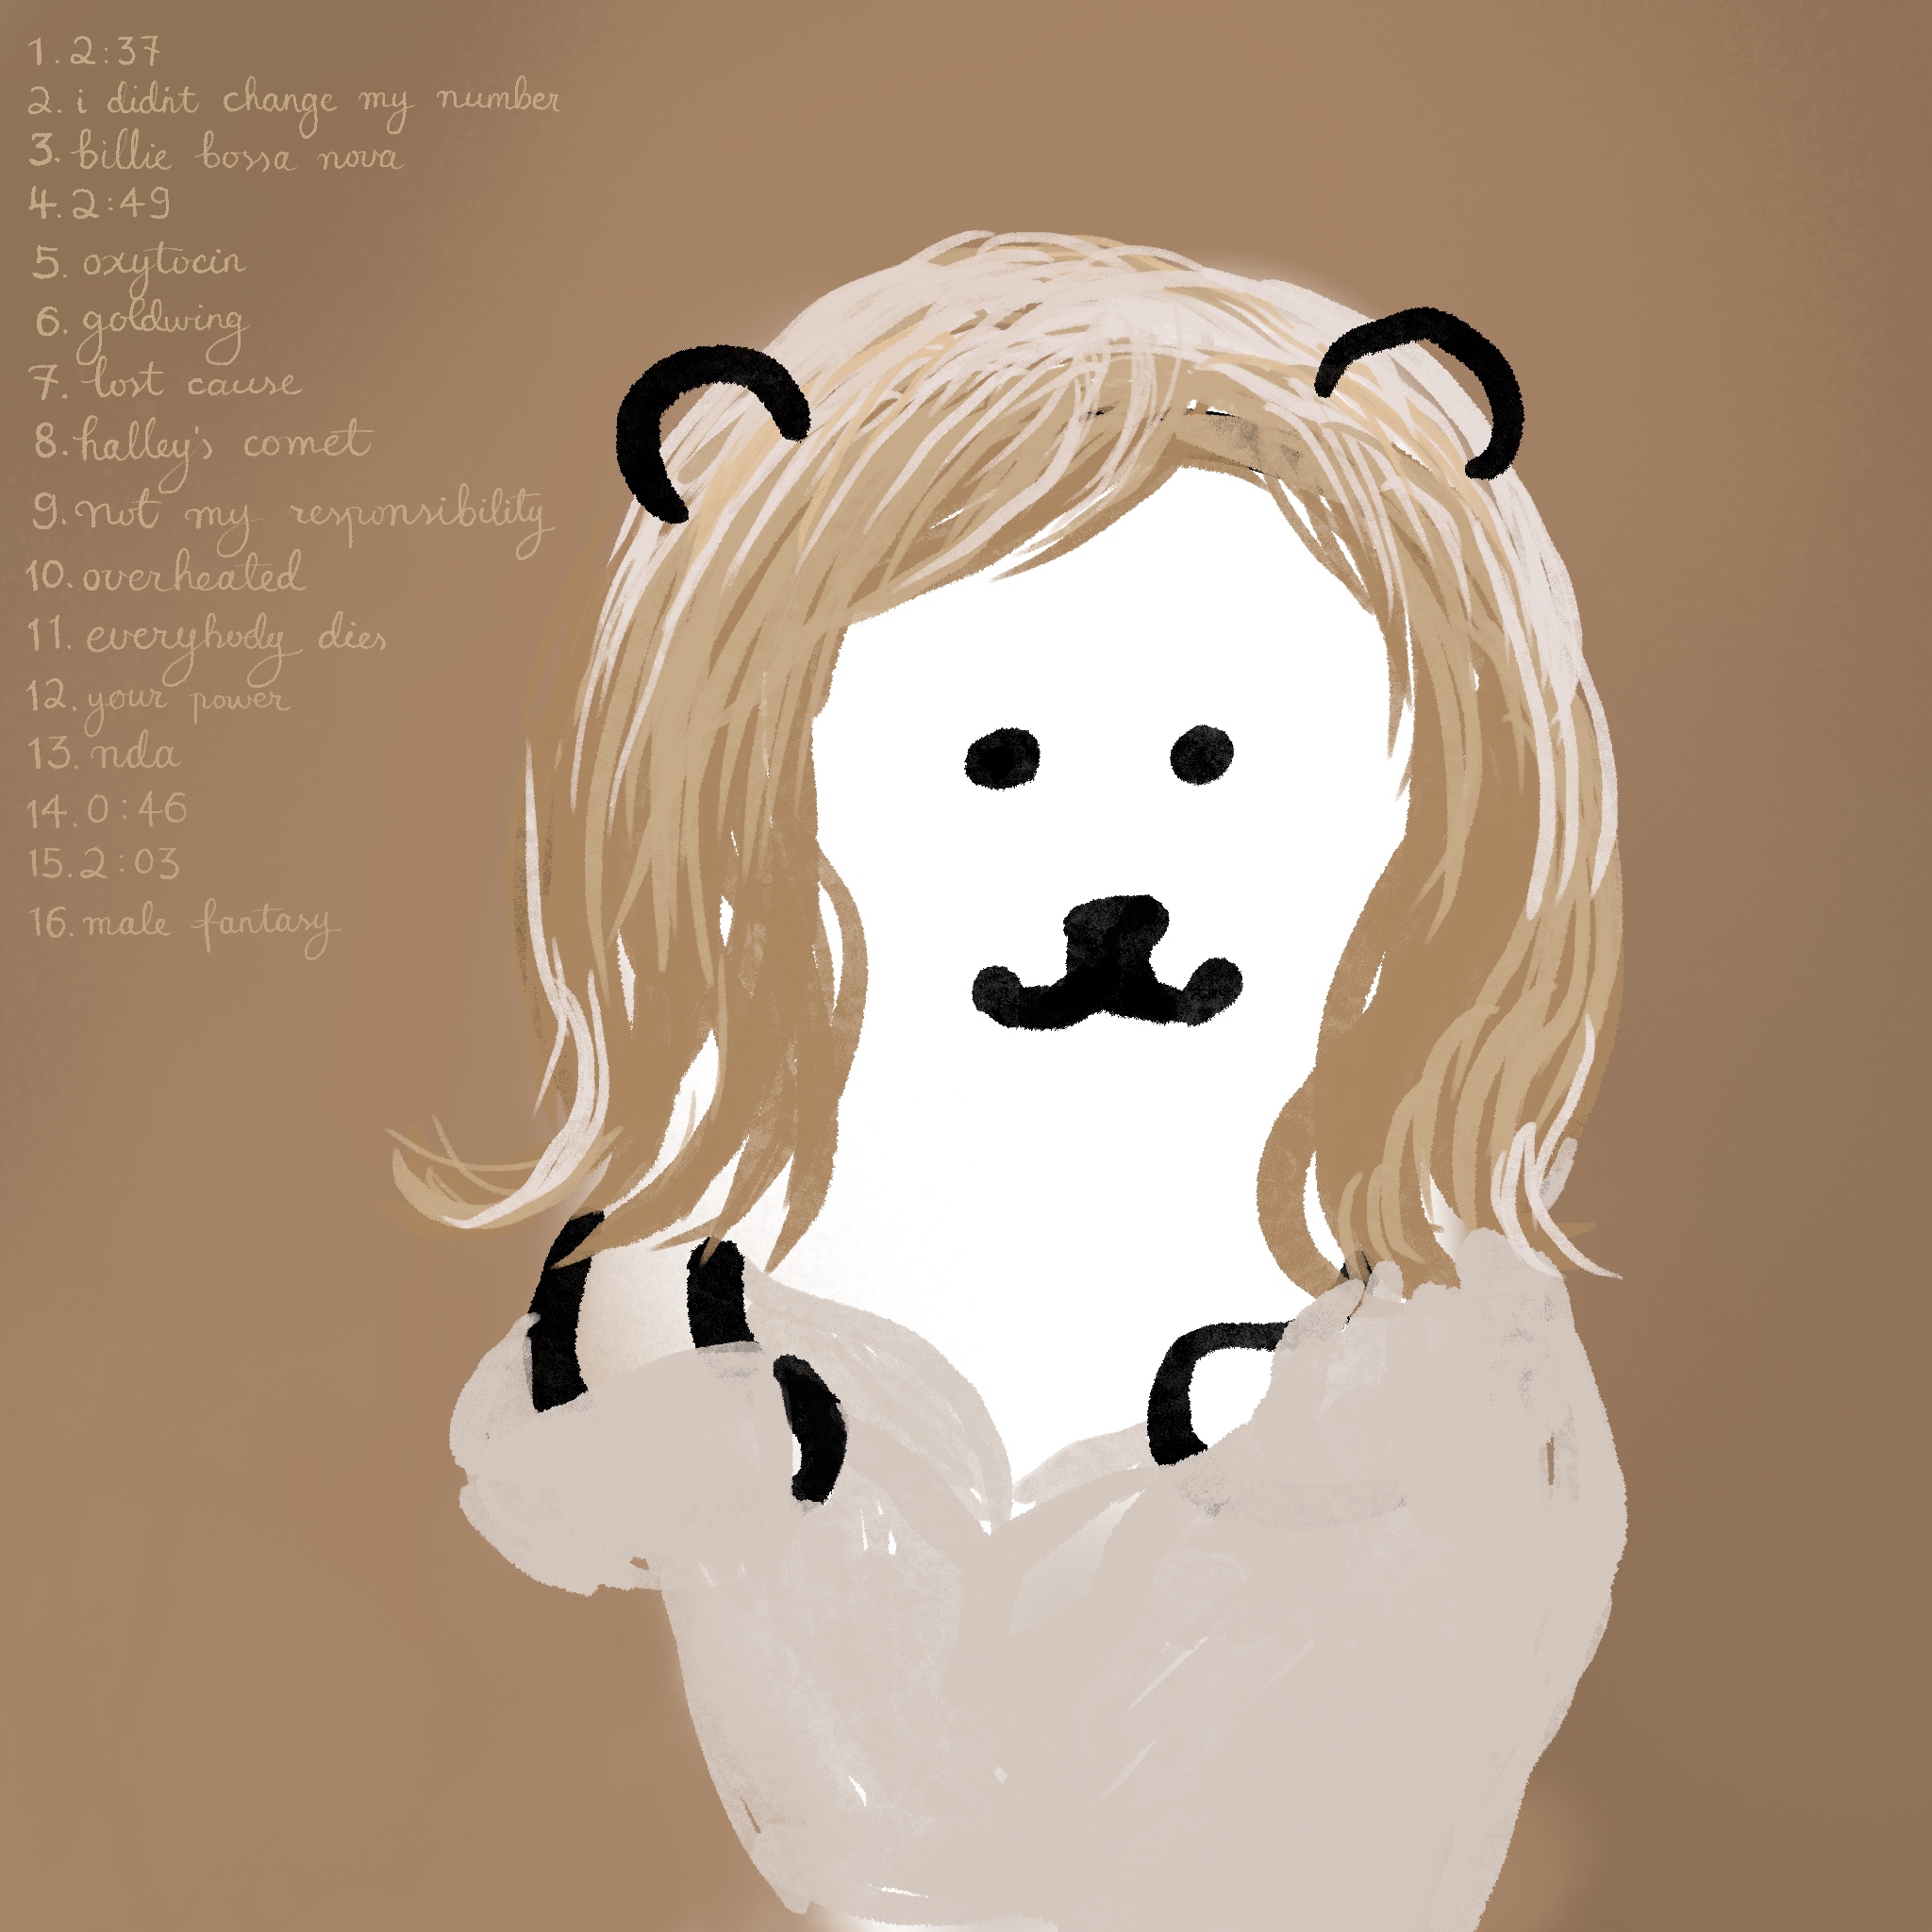 1. 2:37
2. i didn't change my number
3. billie bossa nova
4. 2:49
5. oxytocin
6. goldwing
7. lost cause
8. halley's comet
9. not my responsibility
10. overheated
11. everybody dies
12. your power
13. nda
14. 0:46
15. 2:03
16. male fantasy